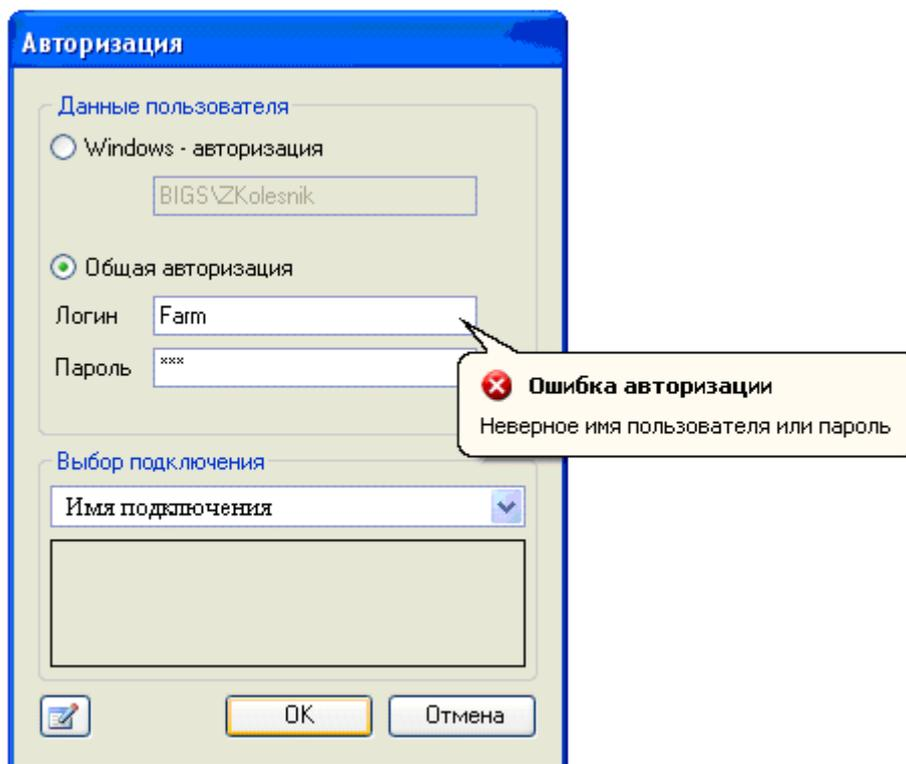 Авторизация
Данные пользователя
Windows - авторизация
BIGS\ZKolesnik
Общая авторизация
Логин Farm
Пароль ***
Ошибка авторизации
Неверное имя пользователя или пароль
Выбор подключения
Имя подключения
OK Отмена